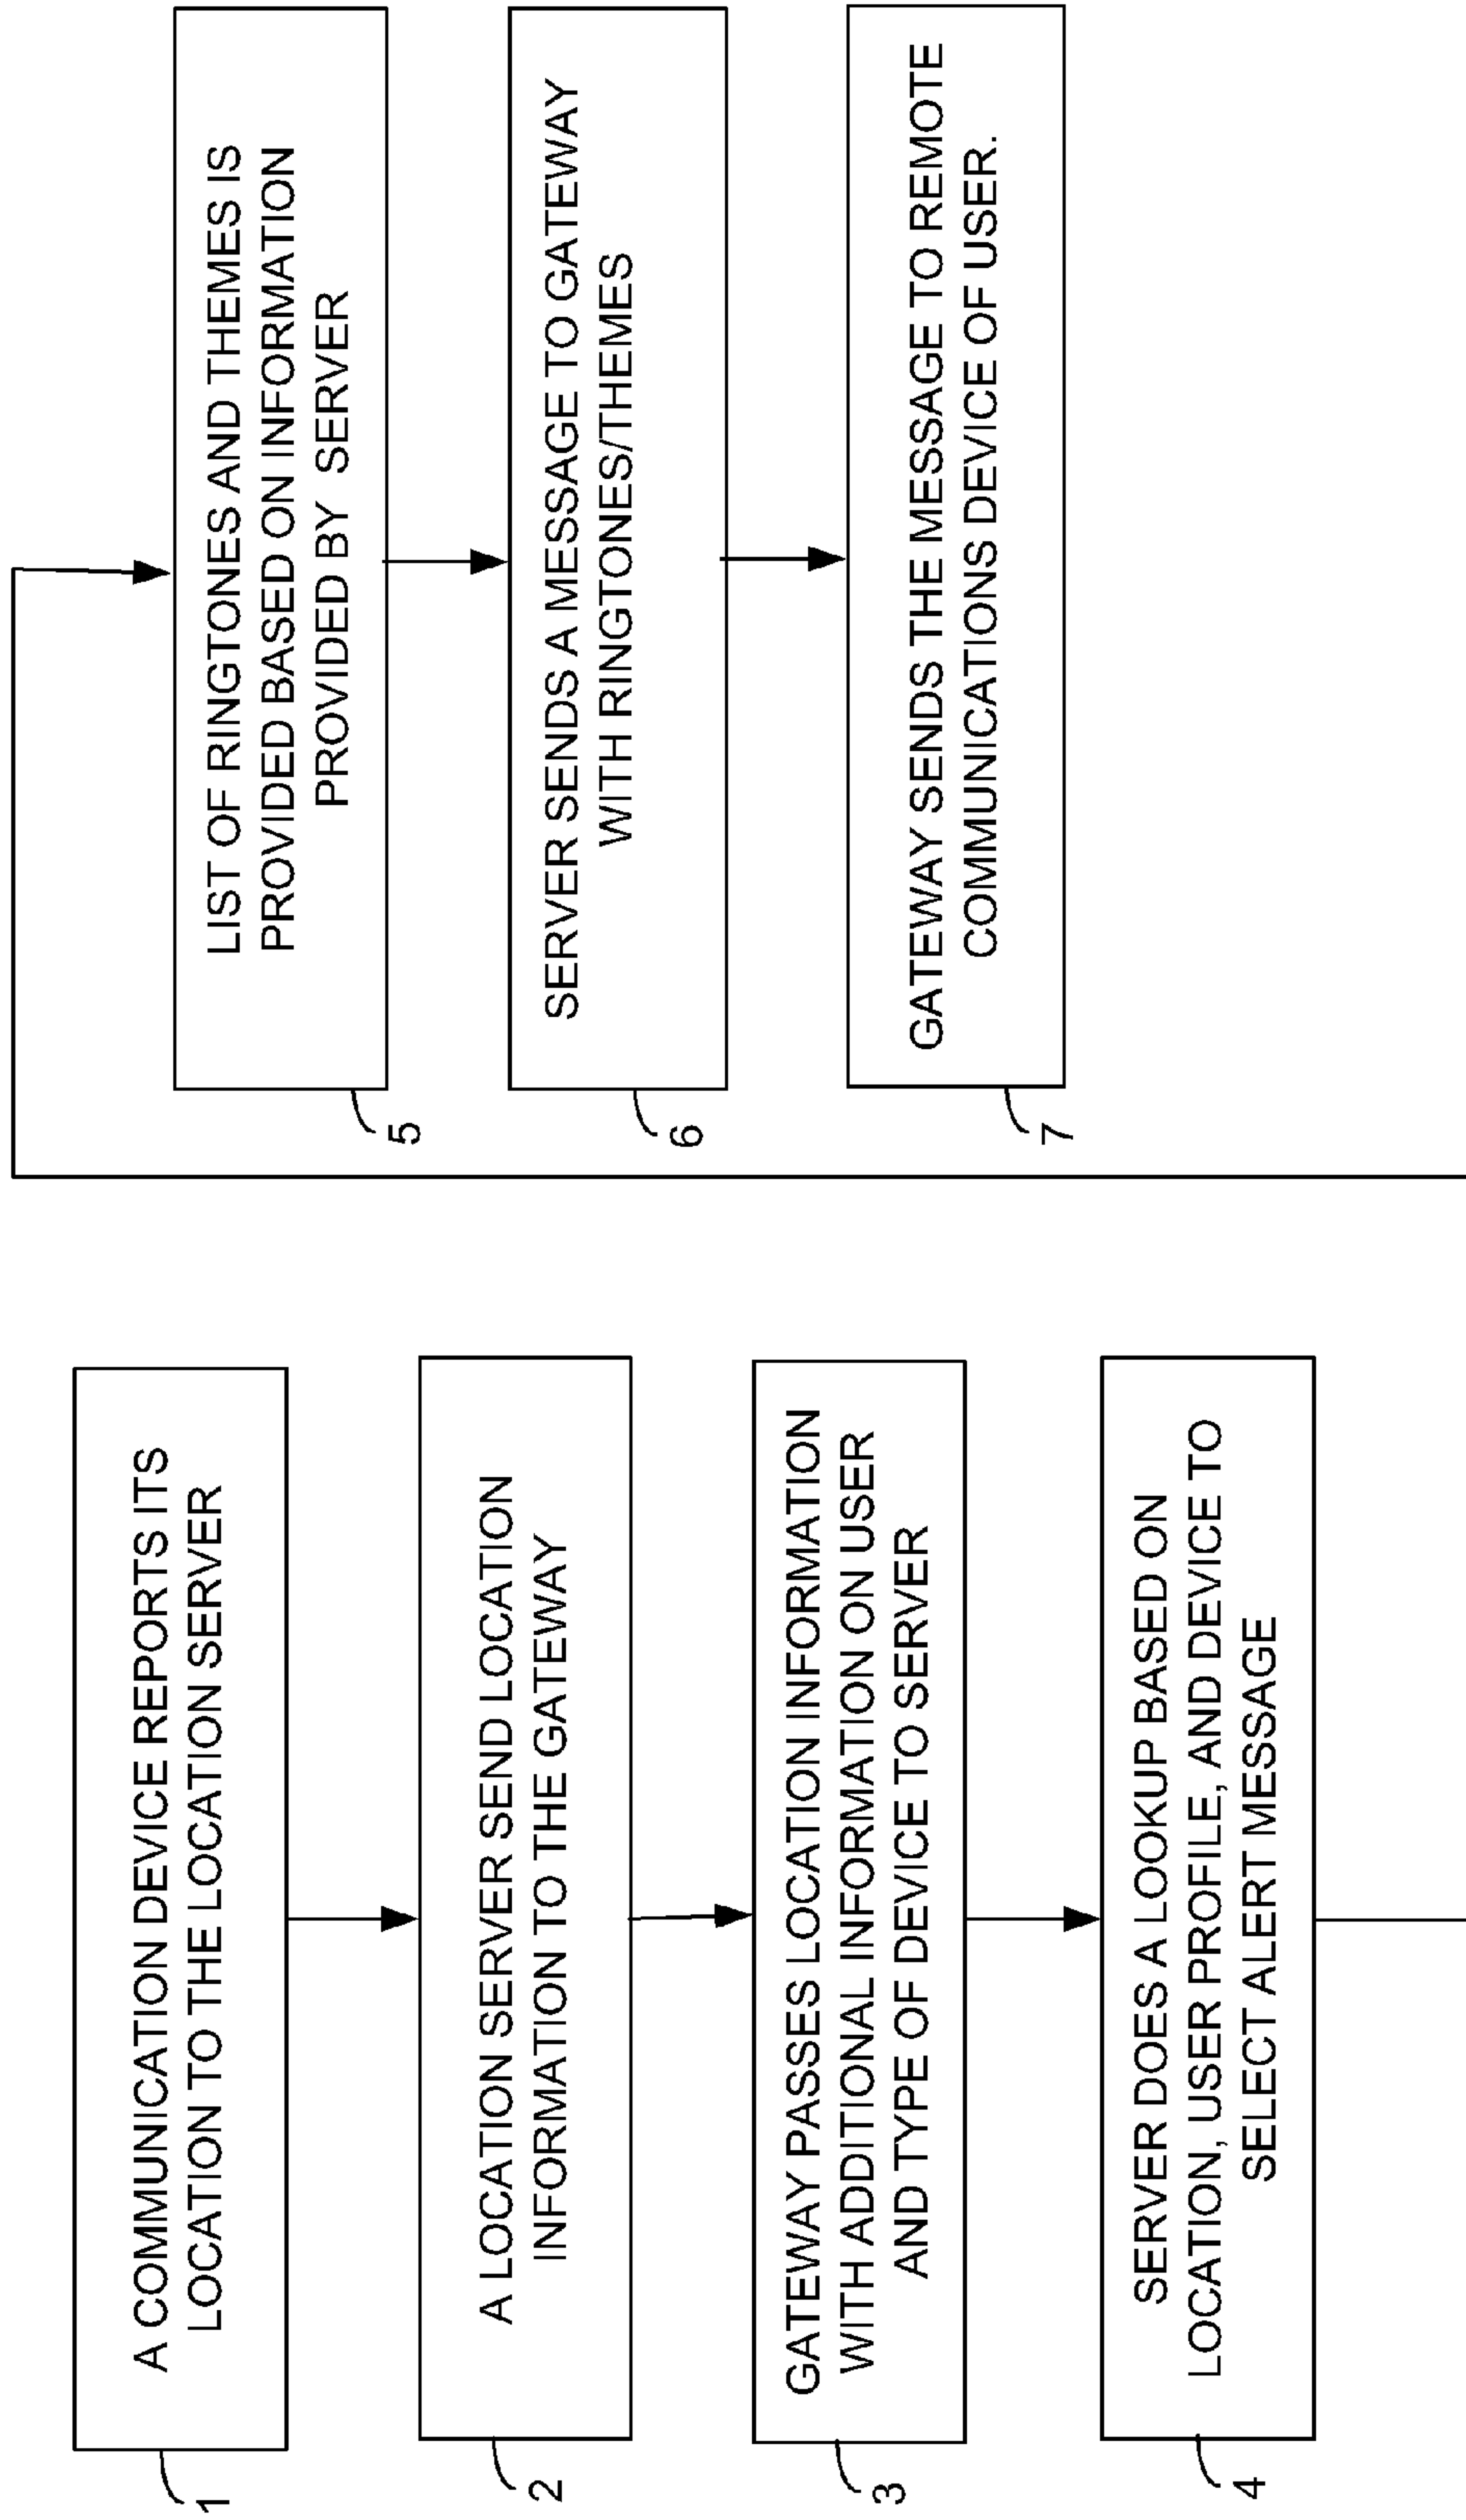 A COMMUNICATION DEVICE REPORTS ITS
LOCATION TO THE LOCATION SERVER
1
A LOCATION SERVER SEND LOCATION
INFORMATION TO THE GATEWAY
2
GATEWAY PASSES LOCATION INFORMATION
WITH ADDITIONAL INFORMATION ON USER
AND TYPE OF DEVICE TO SERVER
3
SERVER DOES A LOOKUP BASED ON
LOCATION, USER PROFILE, AND DEVICE TO
SELECT ALERT MESSAGE
4
LIST OF RINGTONES AND THEMES IS
PROVIDED BASED ON INFORMATION
PROVIDED BY SERVER
5
SERVER SENDS A MESSAGE TO GATEWAY
WITH RINGTONES/THEMES
6
GATEWAY SENDS THE MESSAGE TO REMOTE
COMMUNICATIONS DEVICE OF USER.
7